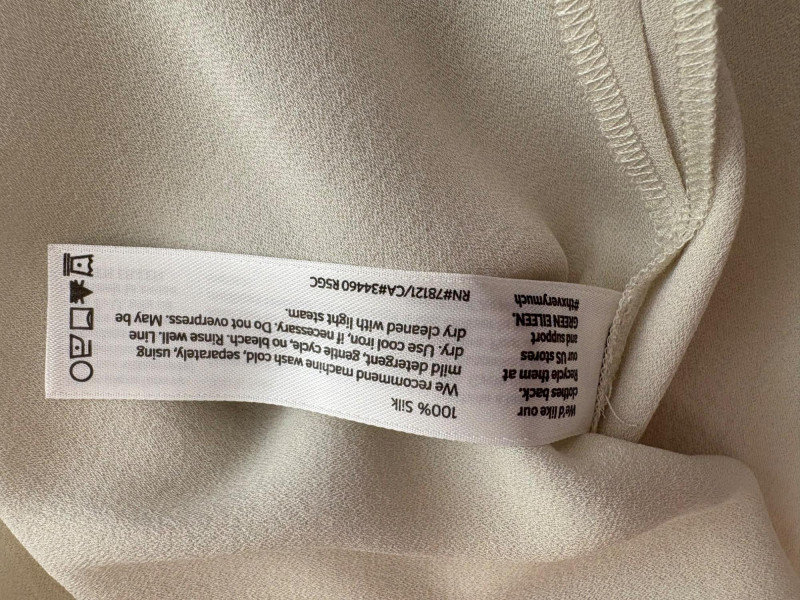 We'd like our
clothes back.
Recycle them at
our US stores
and support
GREEN EILEEN.
#thxverymuch
100% Silk
We recommend machine wash cold, separately, using
mild detergent, gentle cycle, no bleach. Rinse well. Line
dry. Use cool iron, if necessary. Do not overpress. May be
dry cleaned with light steam.
RN#78121/CA#34460 RSGC